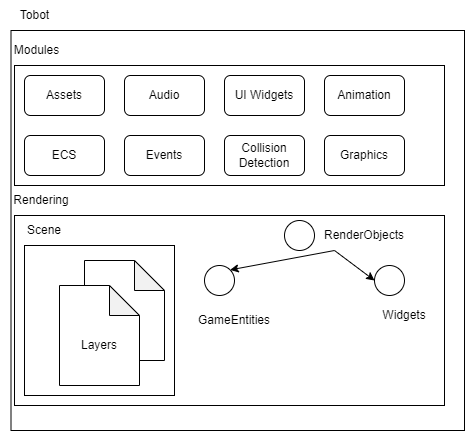 Tobot
Modules
Assets
Audio
UI Widgets
Animation
ECS
Events
Collision
Detection
Graphics
Rendering
Scene
Layers
RenderObjects
GameEntities
Widgets